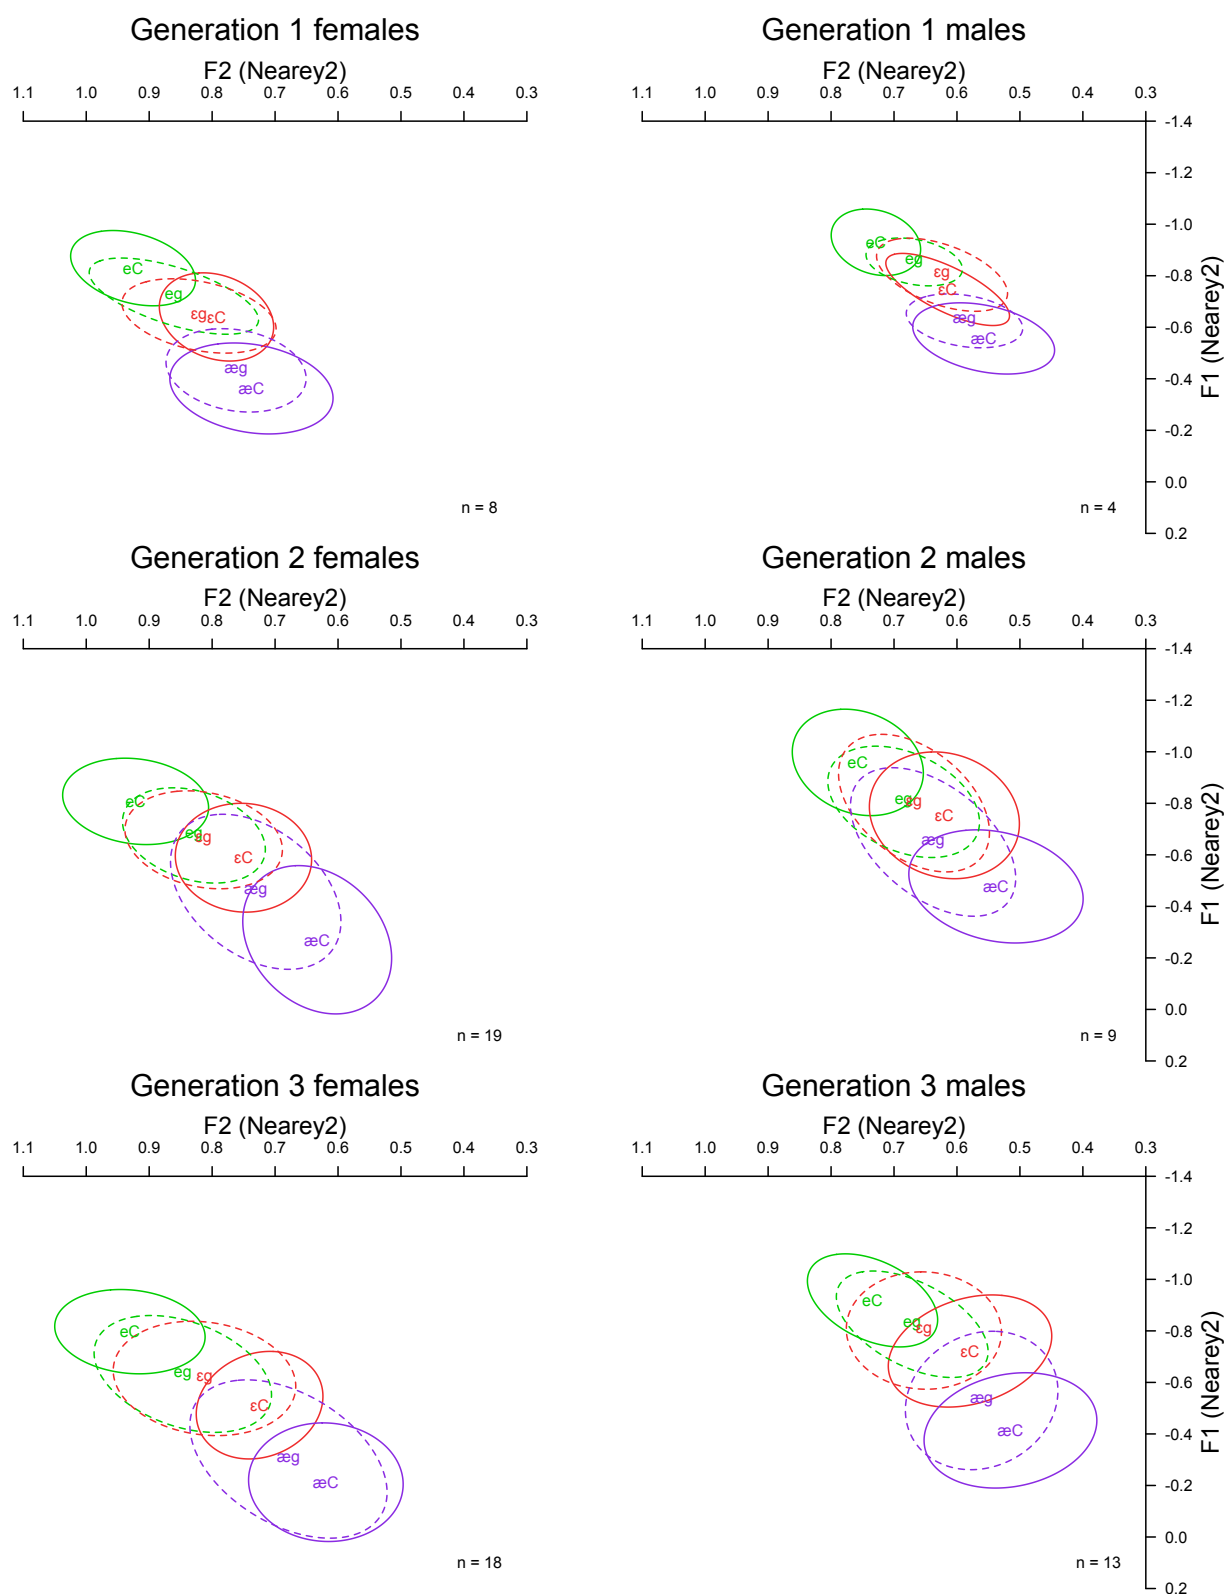 Generation 1 females
F2 (Nearey2)
1.1 1.0 0.9 0.8 0.7 0.6 0.5 0.4 0.3
eC
eg
ɛg ɛC
æg
æC
n = 8
Generation 1 males
F2 (Nearey2)
1.1 1.0 0.9 0.8 0.7 0.6 0.5 0.4 0.3
-1.4
-1.2
-1.0
-0.8
-0.6
-0.4
-0.2
0.0
0.2
F1 (Nearey2)
eC
eg
ɛg
ɛC
æg
æC
n = 4
Generation 2 females
F2 (Nearey2)
1.1 1.0 0.9 0.8 0.7 0.6 0.5 0.4 0.3
eC
eg
ɛg
ɛC
æg
æC
n = 19
Generation 2 males
F2 (Nearey2)
1.1 1.0 0.9 0.8 0.7 0.6 0.5 0.4 0.3
-1.4
-1.2
-1.0
-0.8
-0.6
-0.4
-0.2
0.0
0.2
F1 (Nearey2)
eC
eg
ɛg
ɛC
æg
æC
n = 9
Generation 3 females
F2 (Nearey2)
1.1 1.0 0.9 0.8 0.7 0.6 0.5 0.4 0.3
eC
eg
ɛg
ɛC
æg
æC
n = 18
Generation 3 males
F2 (Nearey2)
1.1 1.0 0.9 0.8 0.7 0.6 0.5 0.4 0.3
-1.4
-1.2
-1.0
-0.8
-0.6
-0.4
-0.2
0.0
0.2
F1 (Nearey2)
eC
eg
ɛg
ɛC
æg
æC
n = 13